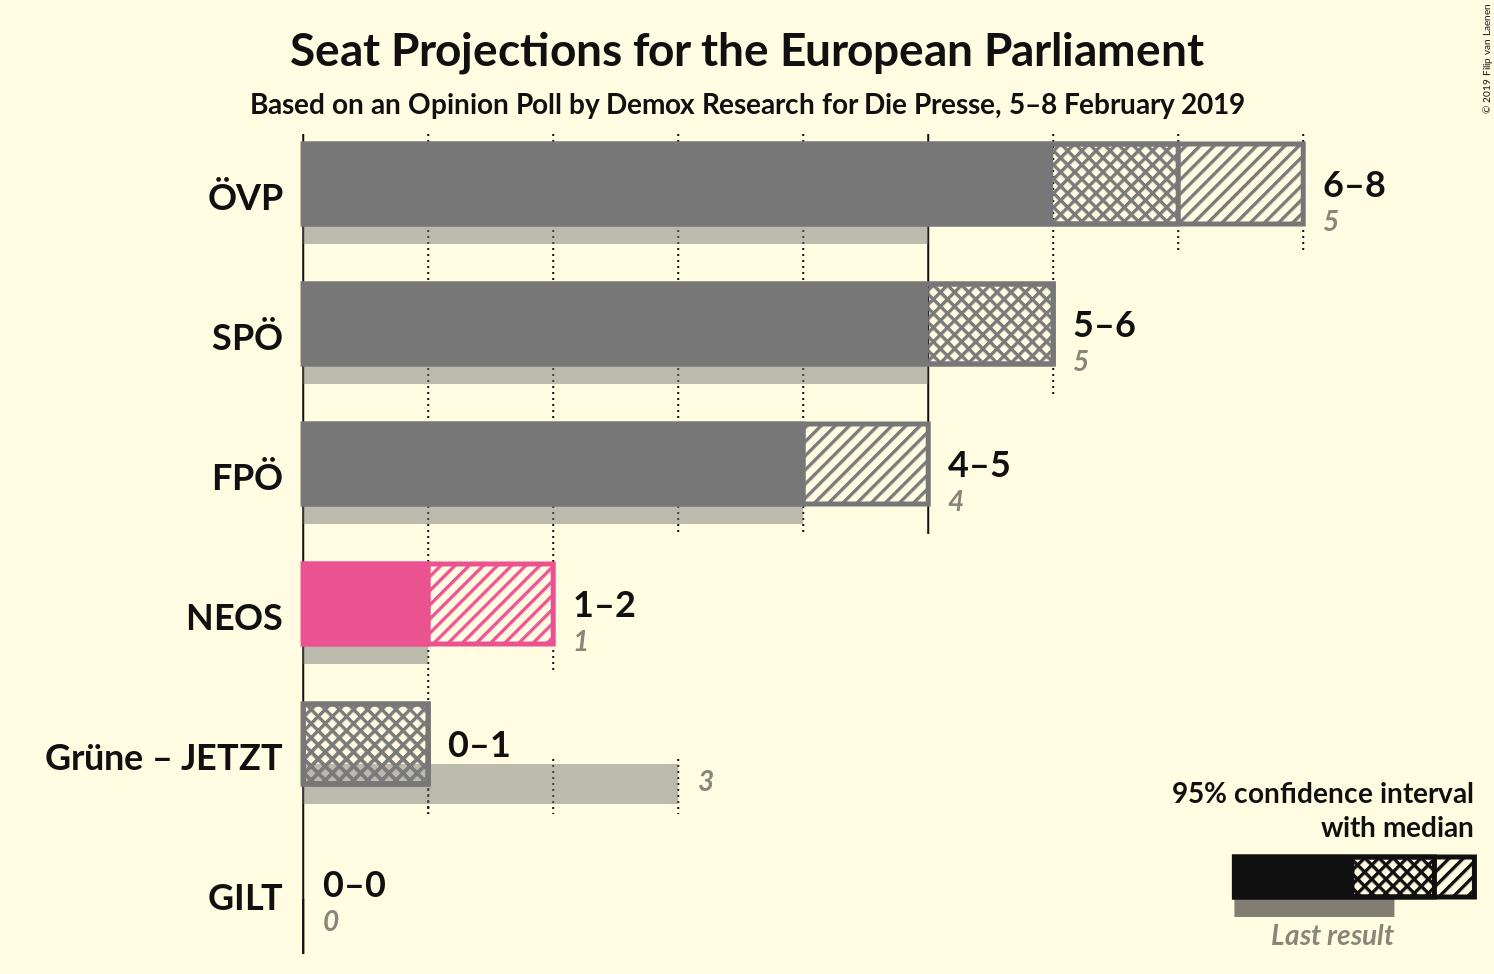 Seat Projections for the European Parliament
Based on an Opinion Poll by Demox Research for Die Presse, 5–8 February 2019
© 2019 Filip van Laenen
ÖVP
6–8
5
SPÖ
5–6
5
FPÖ
4–5
4
NEOS
1–2
1
Grüne – JETZT
0–1
3
GILT
0–0
0
95% confidence interval
with median
Last result